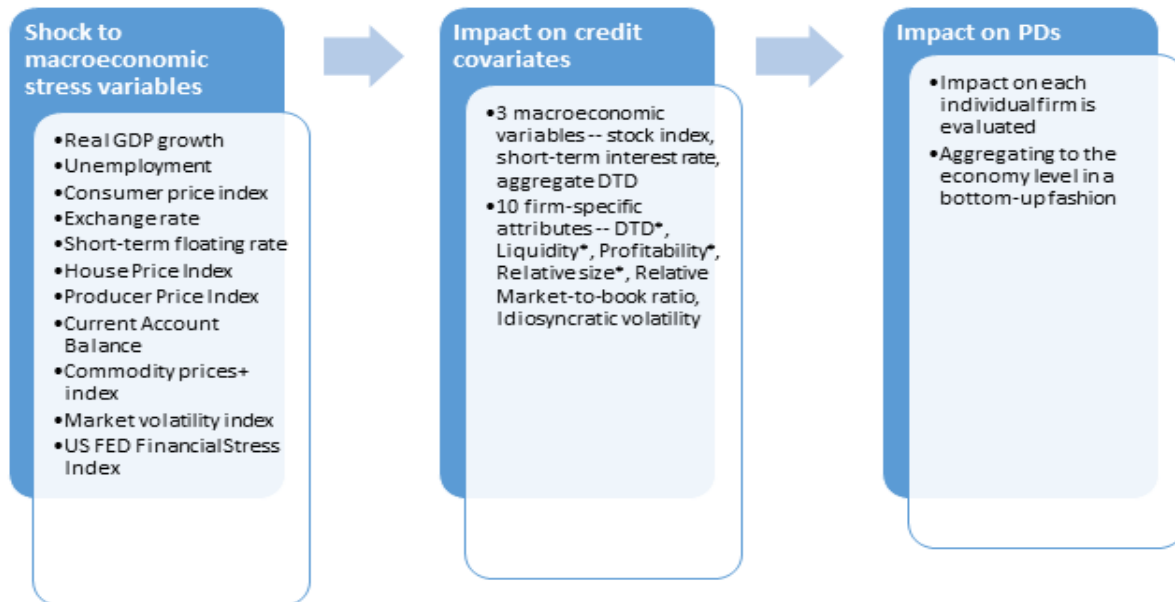 Shock to
macroeconomic
stress variables
•Real GDP growth
•Unemployment
•Consumer price index
•Exchange rate
•Short-term floating rate
•House Price Index
•Producer Price Index
•Current Account
Balance
•Commodity prices+
index
•Market volatility index
•US FED FinancialStress
Index
Impact on credit
covariates
•3 macroeconomic
variables -- stock index,
short-term interest rate,
aggregate DTD
•10 firm-specific
attributes -- DTD*,
Liquidity*, Profitability*,
Relative size*, Relative
Market-to-book ratio,
Idiosyncratic volatility
Impact on PDs
•Impact on each
individual firm is
evaluated
•Aggregating to the
economy level in a
bottom-up fashion